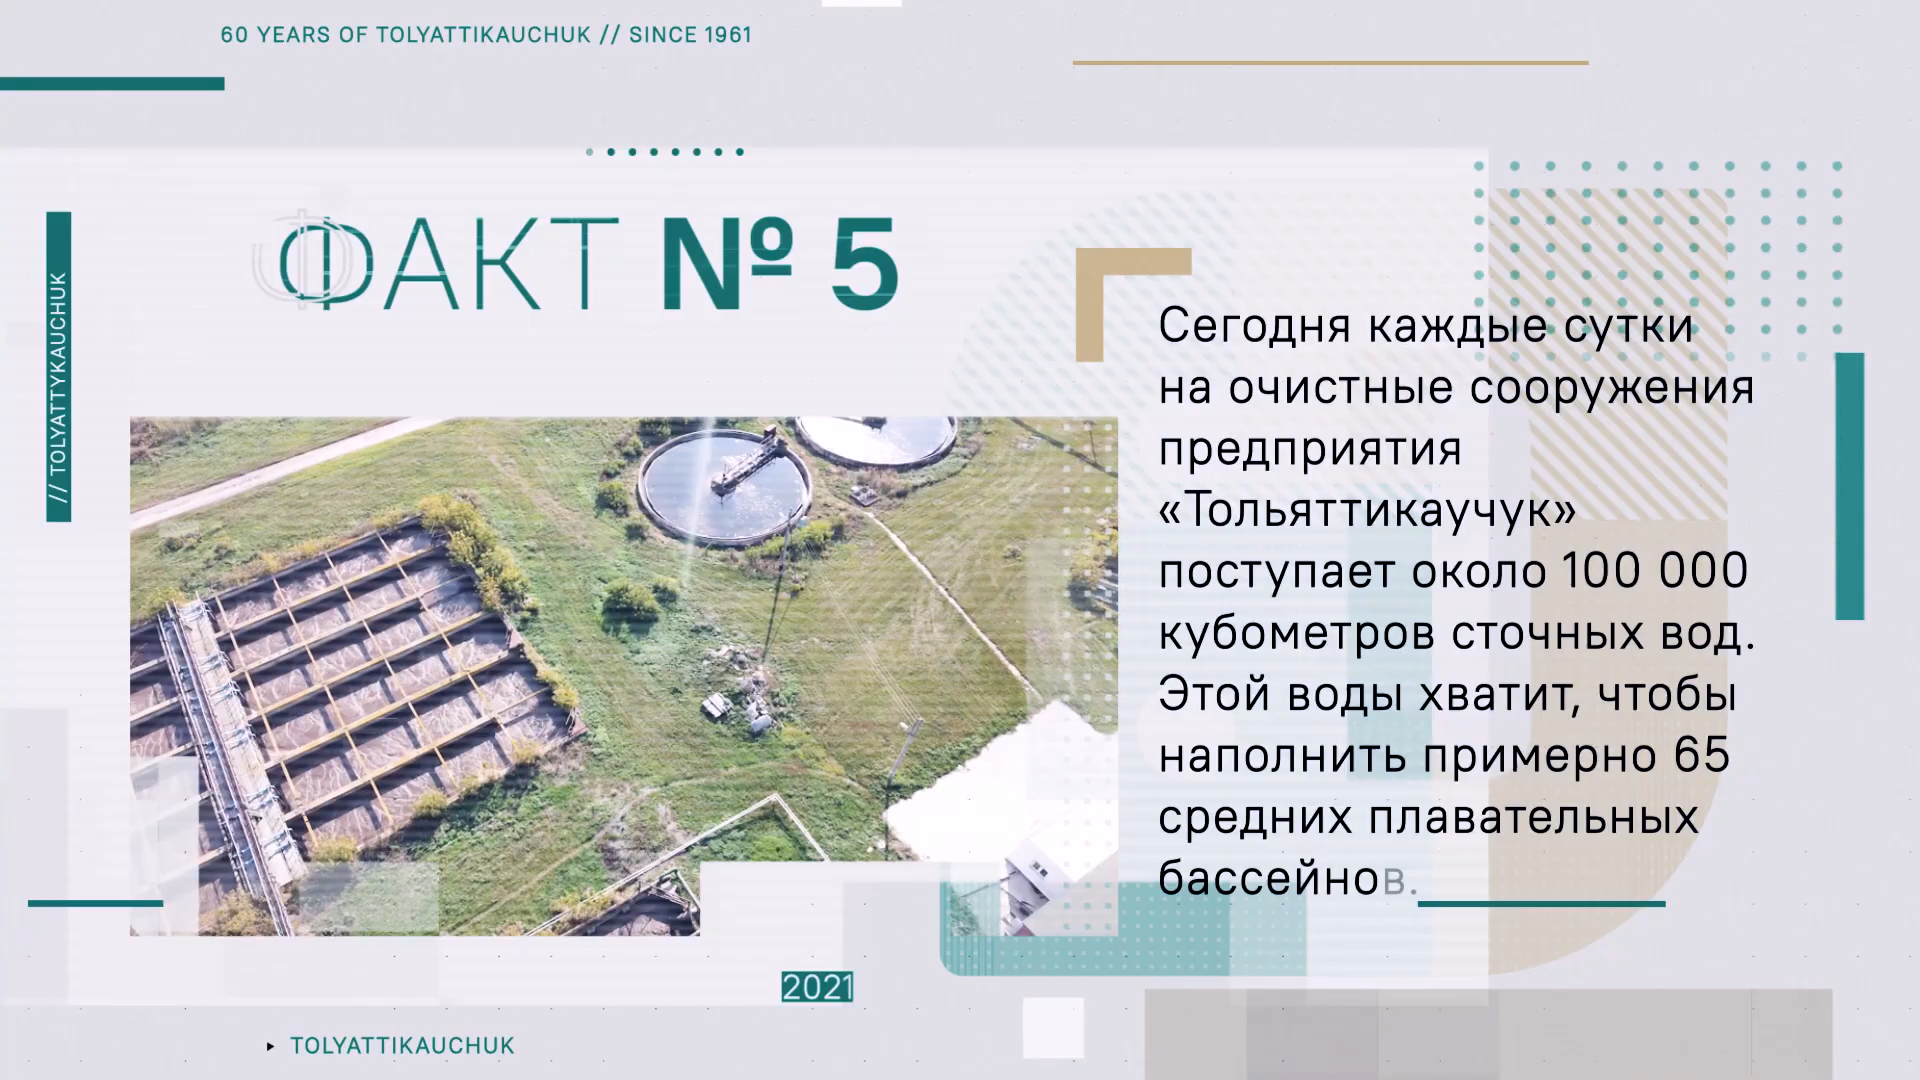 60 YEARS OF TOLYATTIKAUCHUK // SINCE 1961
// TOLYATTYKAUCHUK
ФАКТ № 5
Сегодня каждые сутки
на очистные сооружения
предприятия
«Тольяттикаучук»
поступает около 100 000
кубометров сточных вод.
Этой воды хватит, чтобы
наполнить примерно 65
средних плавательных
бассейнов.
2021
TOLYATTIKAUCHUK